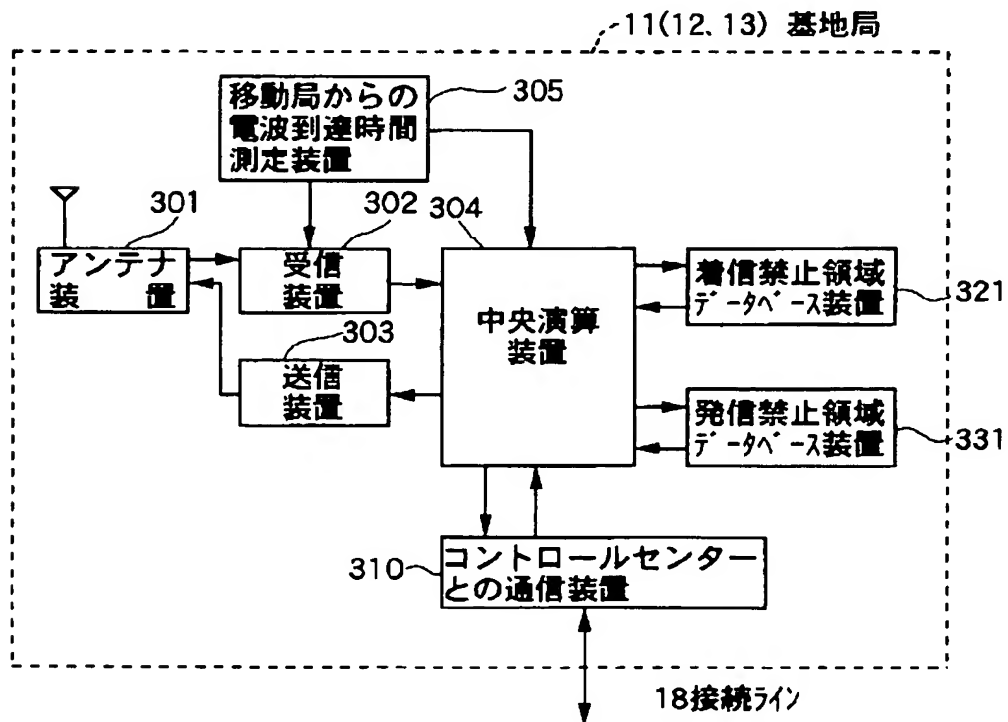 11(12、13) 基地局
移動局からの
電波到達時間
測定装置
305
301
アンテナ
装 置
302
受信
装置
304
中央演算
装置
着信禁止領域
データベース装置
321
303
送信
装置
発信禁止領域
データベース装置
331
310
コントロールセンター
との通信装置
18接続ライン